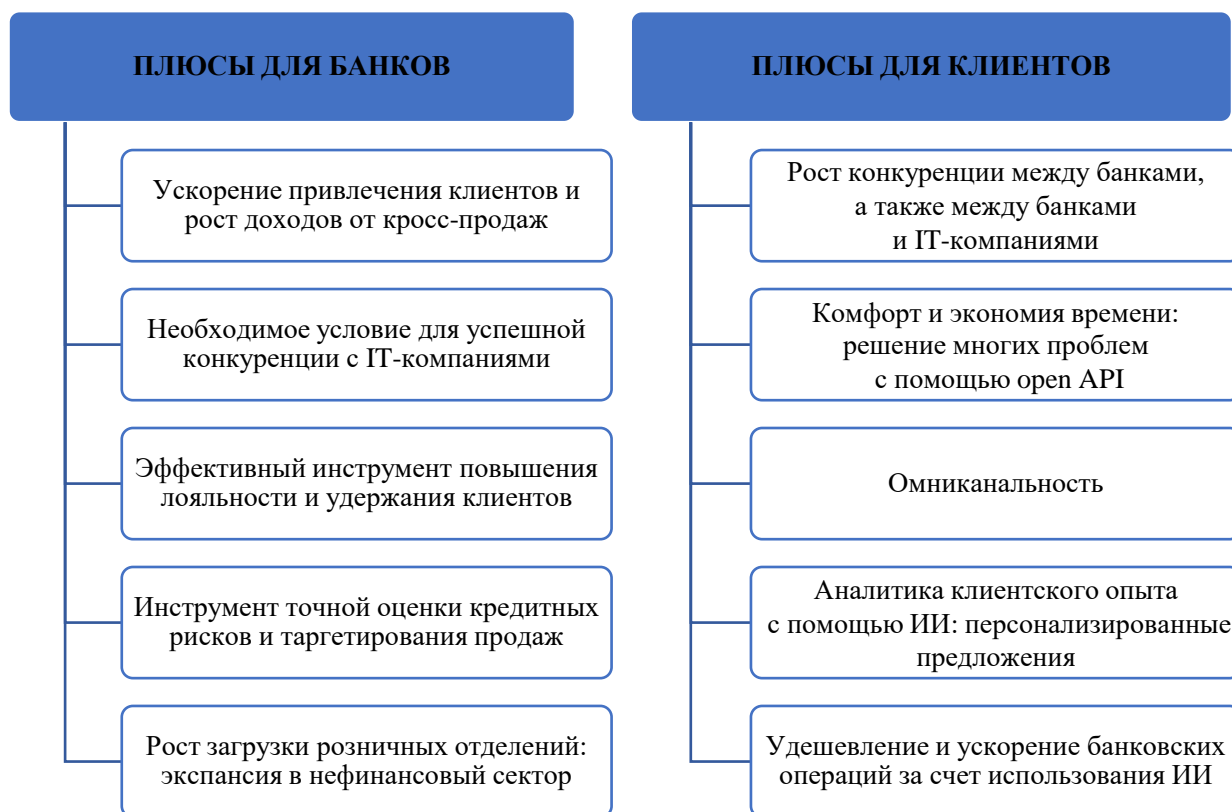 ПЛЮСЫ ДЛЯ БАНКОВ
Ускорение привлечения клиентов и
рост доходов от кросс-продаж
Необходимое условие для успешной
конкуренции с IT-компаниями
Эффективный инструмент повышения
лояльности и удержания клиентов
Инструмент точной оценки кредитных
рисков и таргетирования продаж
Рост загрузки розничных отделений:
экспансия в нефинансовый сектор
ПЛЮСЫ ДЛЯ КЛИЕНТОВ
Рост конкуренции между банками,
а также между банками
и IT-компаниями
Комфорт и экономия времени:
решение многих проблем
с помощью open API
Омниканальность
Аналитика клиентского опыта
с помощью ИИ: персонализированные
предложения
Удешевление и ускорение банковских
операций за счет использования ИИ